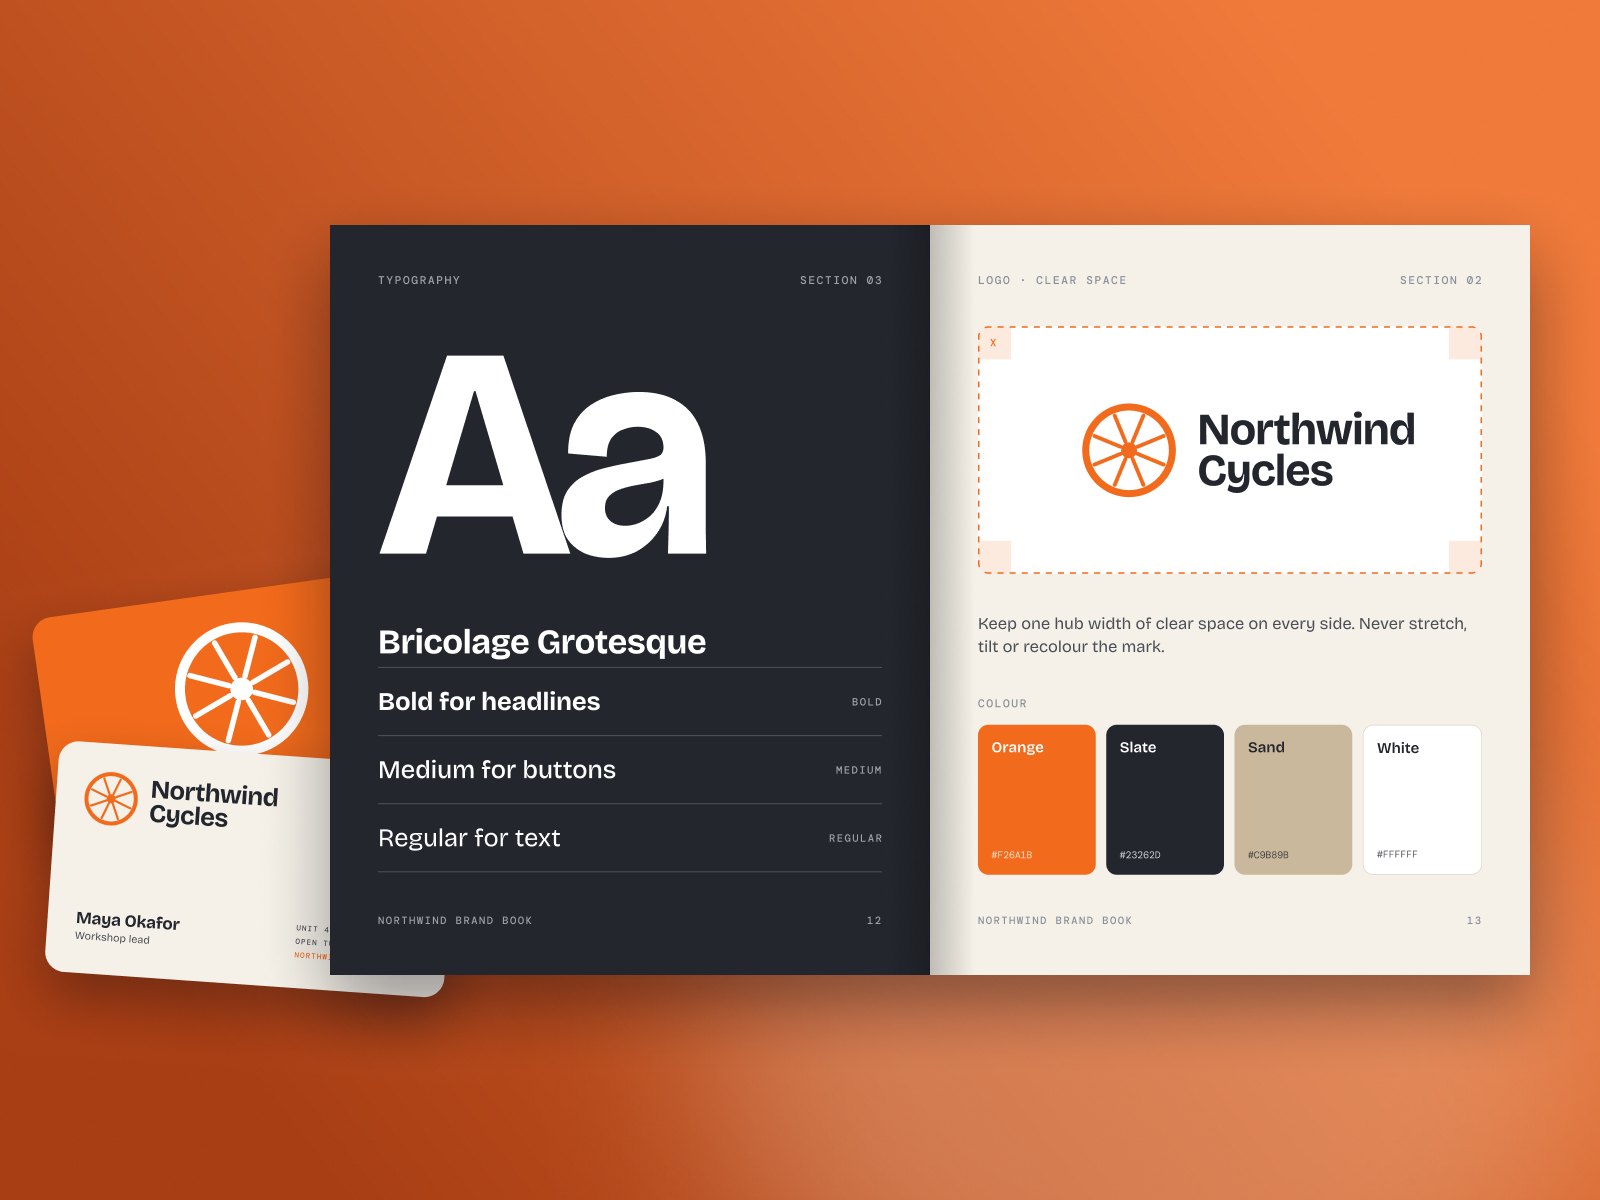 TYPOGRAPHY
SECTION 03
Aa
Bricolage Grotesque
Bold for headlines
BOLD
Medium for buttons
MEDIUM
Regular for text
REGULAR
NORTHWIND BRAND BOOK
12
LOGO · CLEAR SPACE
SECTION 02
X
Northwind
Cycles
Keep one hub width of clear space on every side. Never stretch,
tilt or recolour the mark.
COLOUR
Orange
#F26A1B
Slate
#23262D
Sand
#C9B89B
White
#FFFFFF
NORTHWIND BRAND BOOK
13
Northwind
Cycles
Maya Okafor
Workshop lead
UNIT 4
OPEN